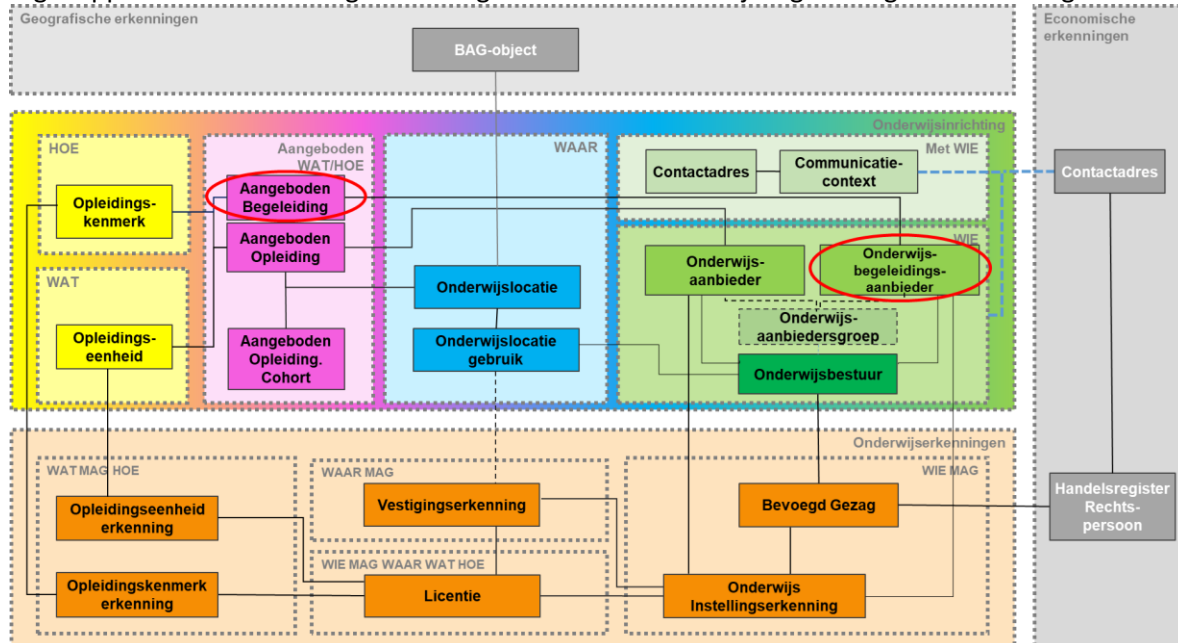 Geografische erkenningen
BAG-object
Economische
erkenningen
Onderwijsinrichting
HOE
Aangeboden
WAT/HOE
WAAR
Met WIE
Opleidings-
kenmerk
Aangeboden
Begeleiding
Aangeboden
Opleiding
Contactadres
Communicatie-
context
Contactadres
WAT
WIE
Onderwijs-
aanbieder
Onderwijs-
begeleidings-
aanbieder
Onderwijslocatie
Opleidings-
eenheid
Aangeboden
Opleiding.
Cohort
Onderwijslocatie
gebruik
Onderwijs-
aanbiedersgroep
Onderwijsbestuur
Onderwijserkenningen
WAT MAG HOE
WAAR MAG
WIE MAG
Opleidingseenheid
erkenning
Vestigingserkenning
Bevoegd Gezag
Handelsregister
Rechts-
persoon
WIE MAG WAAR WAT HOE
Opleidingskenmerk
erkenning
Licentie
Onderwijs
Instellingserkenning